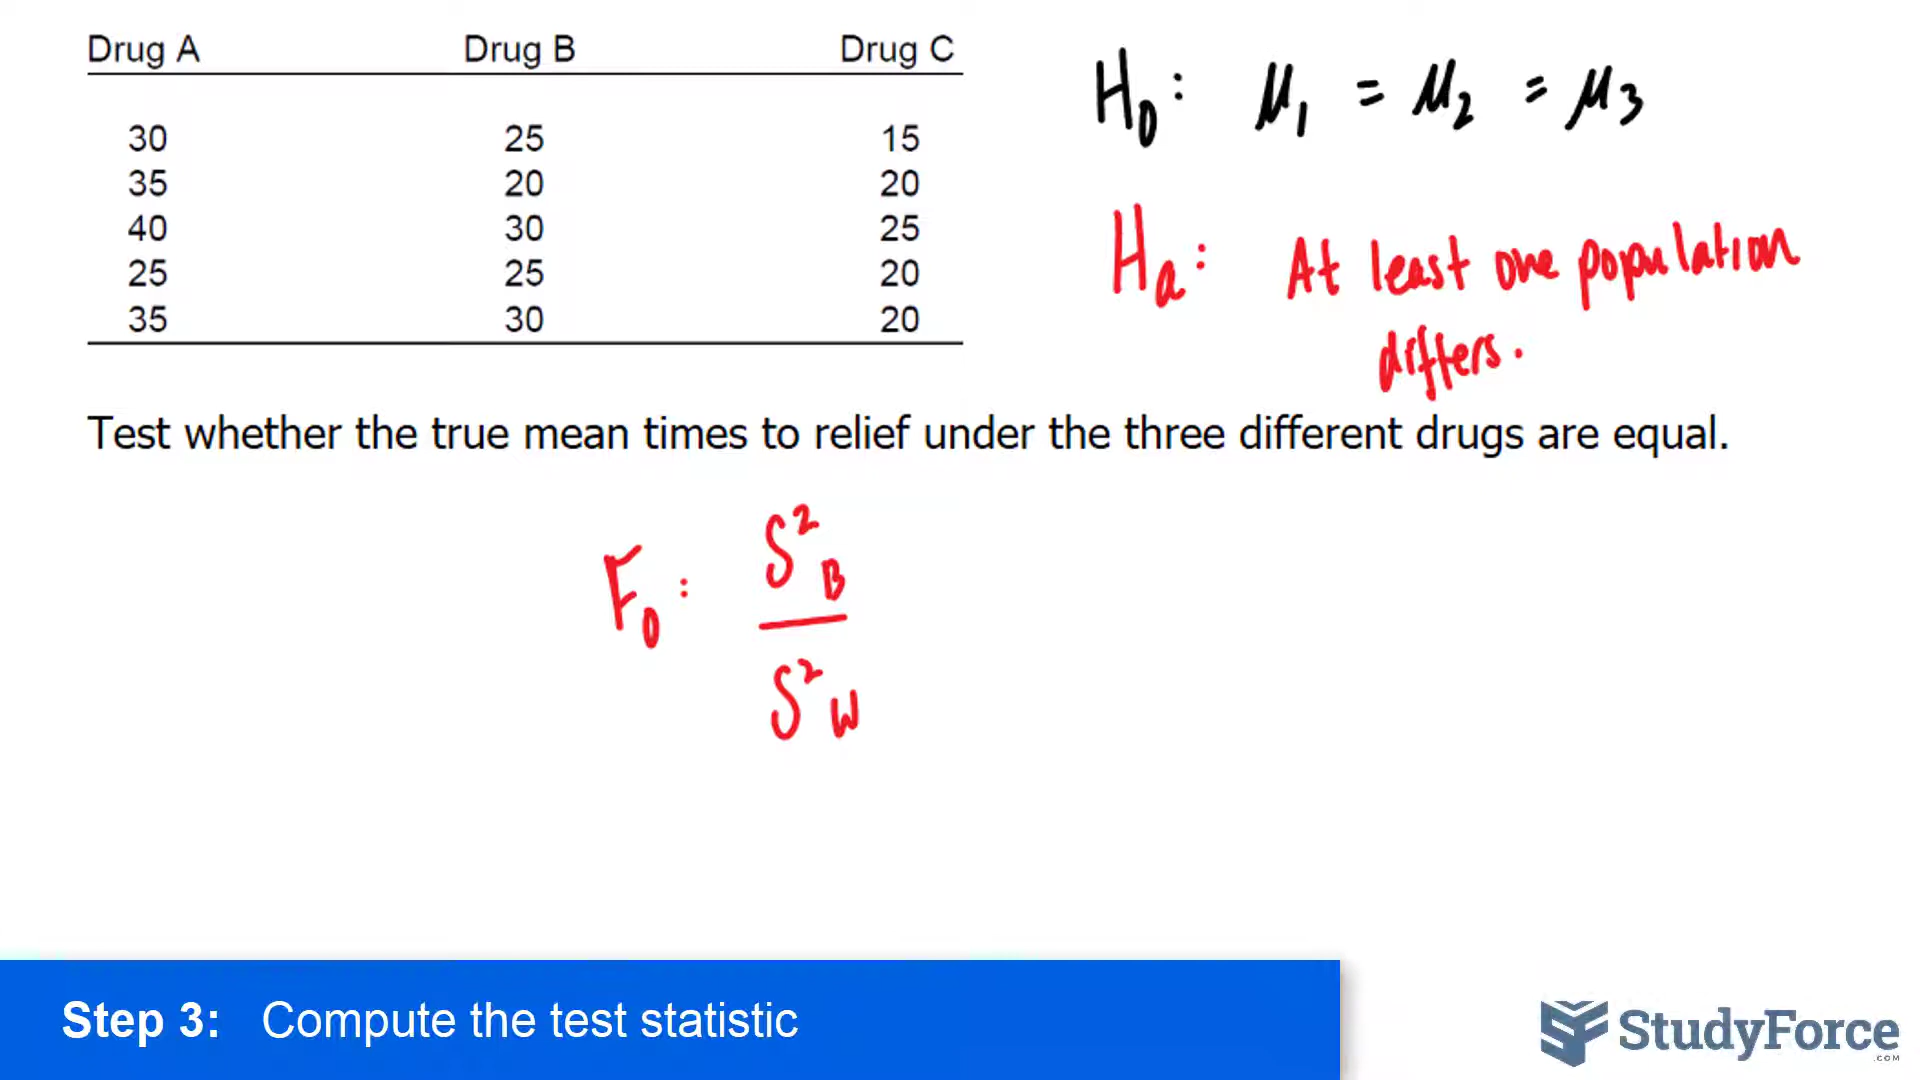 Drug A Drug B Drug C
30 25 15
35 20 20
40 30 25
25 25 20
35 30 20
H₀: μ₁ = μ₂ = μ₃
Hₐ: At least one population
differs.
Test whether the true mean times to relief under the three different drugs are equal.
F₀: S²B / S²W
Step 3: Compute the test statistic
StudyForce
.COM